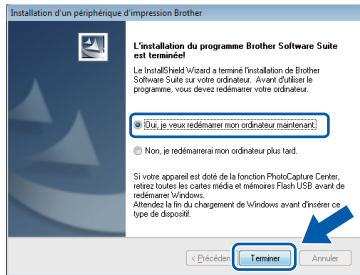 Installation d'un périphérique d'impression Brother
L'installation du programme Brother Software Suite
est terminée!
Le InstallShield Wizard a terminé l'installation de Brother
Software Suite sur votre ordinateur. Avant d'utiliser le
programme, vous devez redémarrer votre ordinateur.
Oui, je veux redémarrer mon ordinateur maintenant.
Non, je redémarrerai mon ordinateur plus tard.
Si votre appareil est doté de la fonction PhotoCapture Center,
retirez toutes les cartes média et mémoires Flash USB avant de
redémarrer Windows.
Attendez la fin du chargement de Windows avant d'insérer ce
type de dispositif.
< Précéden
Terminer
Annuler